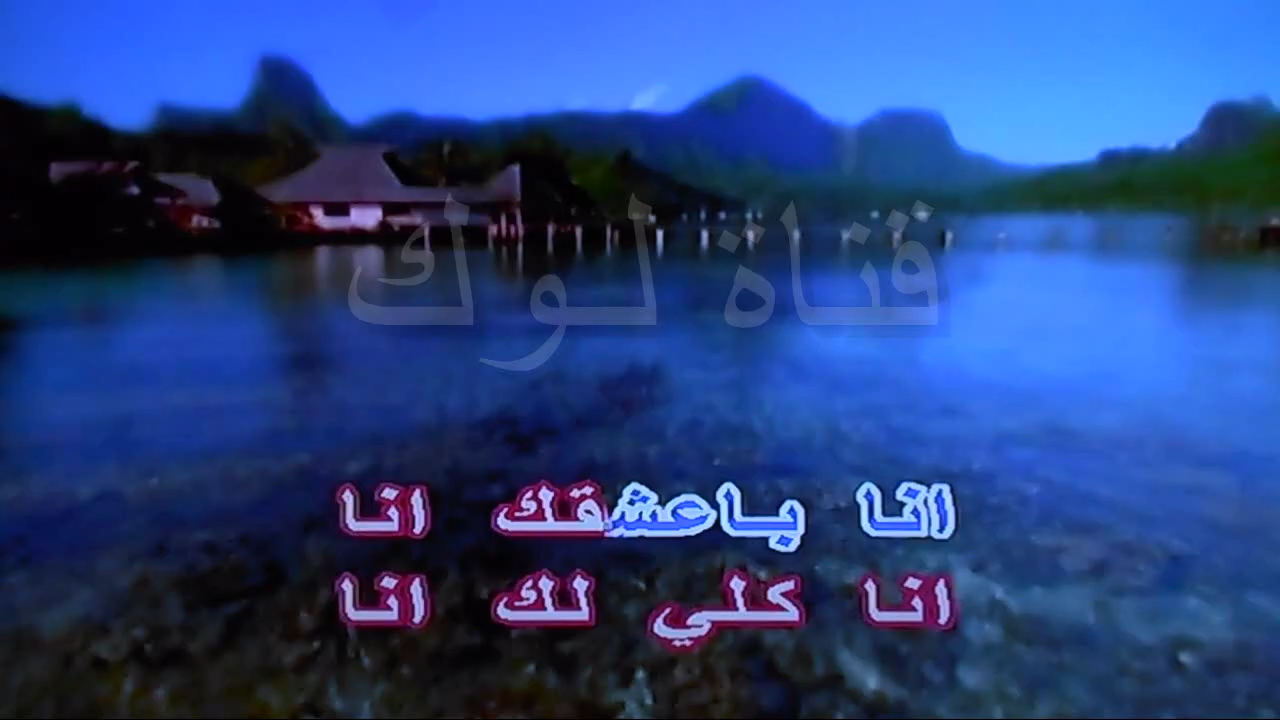 قناة لوك
انا باعشقك انا
انا كلي لك انا